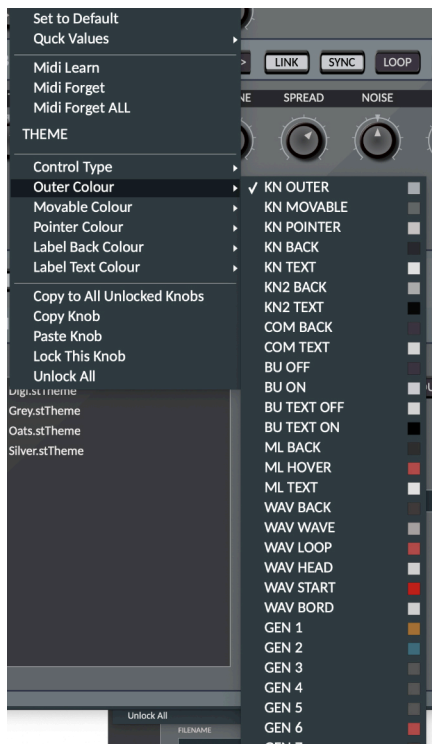 Set to Default
Quck Values
LINK SYNC LOOP
Midi Learn
Midi Forget
Midi Forget ALL
NE SPREAD NOISE
THEME
Control Type
Outer Colour
Movable Colour
Pointer Colour
Label Back Colour
Label Text Colour
Copy to All Unlocked Knobs
Copy Knob
Paste Knob
Lock This Knob
Unlock All
Digi.stTheme
Grey.stTheme
Oats.stTheme
Silver.stTheme
✓ KN OUTER
KN MOVABLE
KN POINTER
KN BACK
KN TEXT
KN2 BACK
KN2 TEXT
COM BACK
COM TEXT
BU OFF
BU ON
BU TEXT OFF
BU TEXT ON
ML BACK
ML HOVER
ML TEXT
WAV BACK
WAV WAVE
WAV LOOP
WAV HEAD
WAV START
WAV BORD
GEN 1
GEN 2
GEN 3
GEN 4
GEN 5
GEN 6
Unlock All
FILENAME